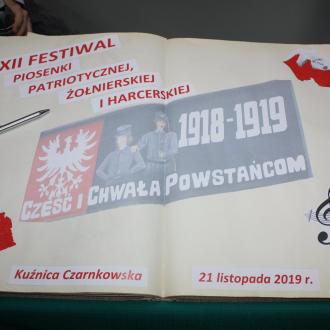 XII FESTIWAL
PIOSENKI
PATRIOTYCZNEJ,
ŻOŁNIERSKIEJ
I HARCERSKIEJ
1918-1919
CZEŚĆ I CHWAŁA POWSTAŃCOM
Kuźnica Czarnkowska
21 listopada 2019 r.